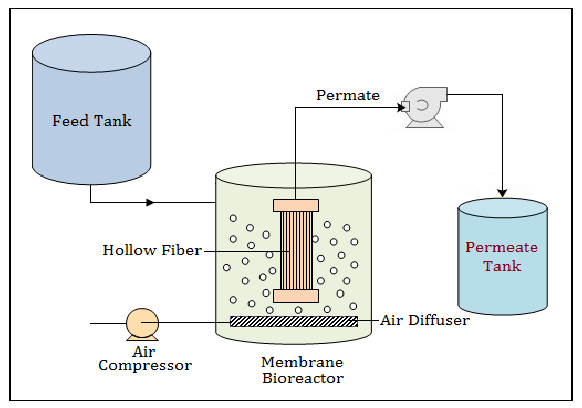 Feed Tank
Permate
Hollow Fiber
Permeate
Tank
Air Diffuser
Air
Compressor
Membrane
Bioreactor